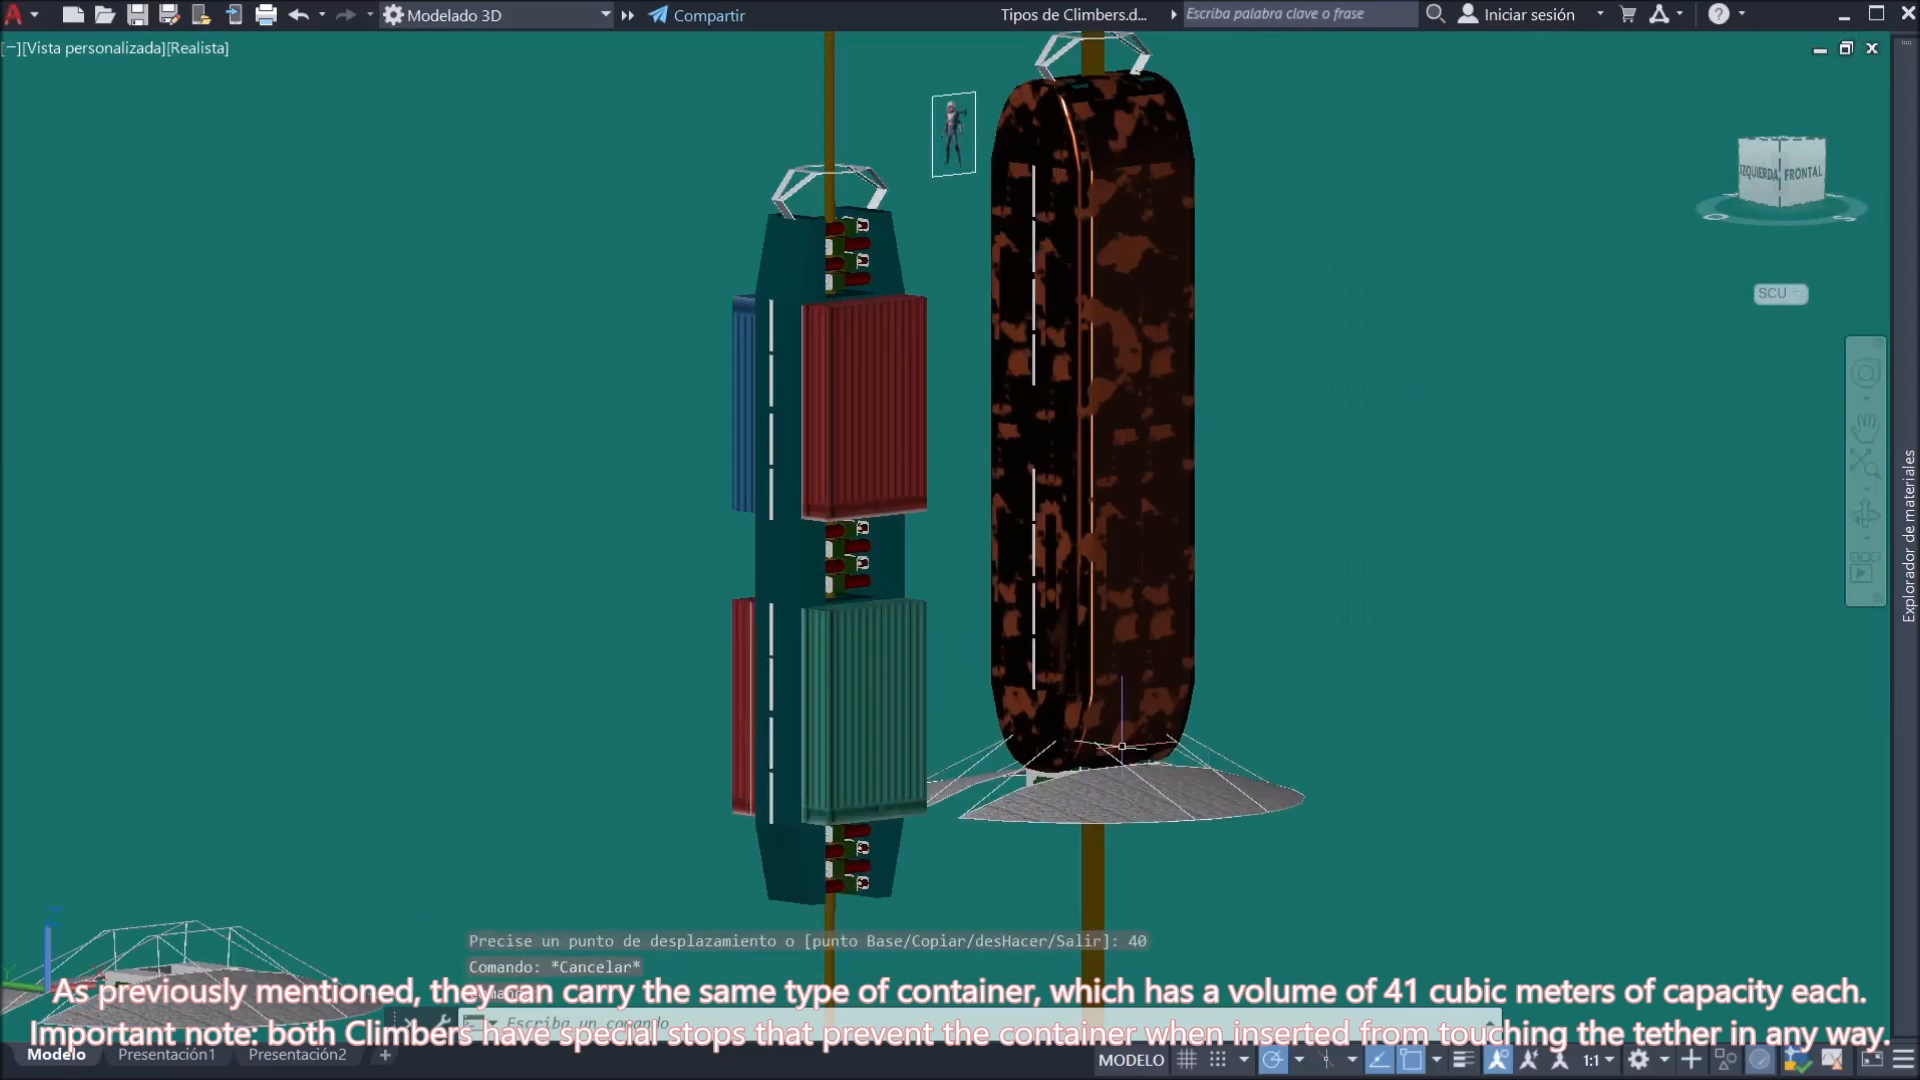 Modelado 3D
Compartir
Tipos de Climbers.d...
Escriba palabra clave o frase
Iniciar sesión
[−][Vista personalizada][Realista]
IZQUIERDA
FRONTAL
SCU
Explorador de materiales
Precise un punto de desplazamiento o [punto Base/Copiar/desHacer/Salir]: 40
Comando: *Cancelar*
As previously mentioned, they can carry the same type of container, which has a volume of 41 cubic meters of capacity each.
Escriba un comando
Important note: both Climbers have special stops that prevent the container when inserted from touching the tether in any way.
Modelo
Presentación1
Presentación2
MODELO
1:1